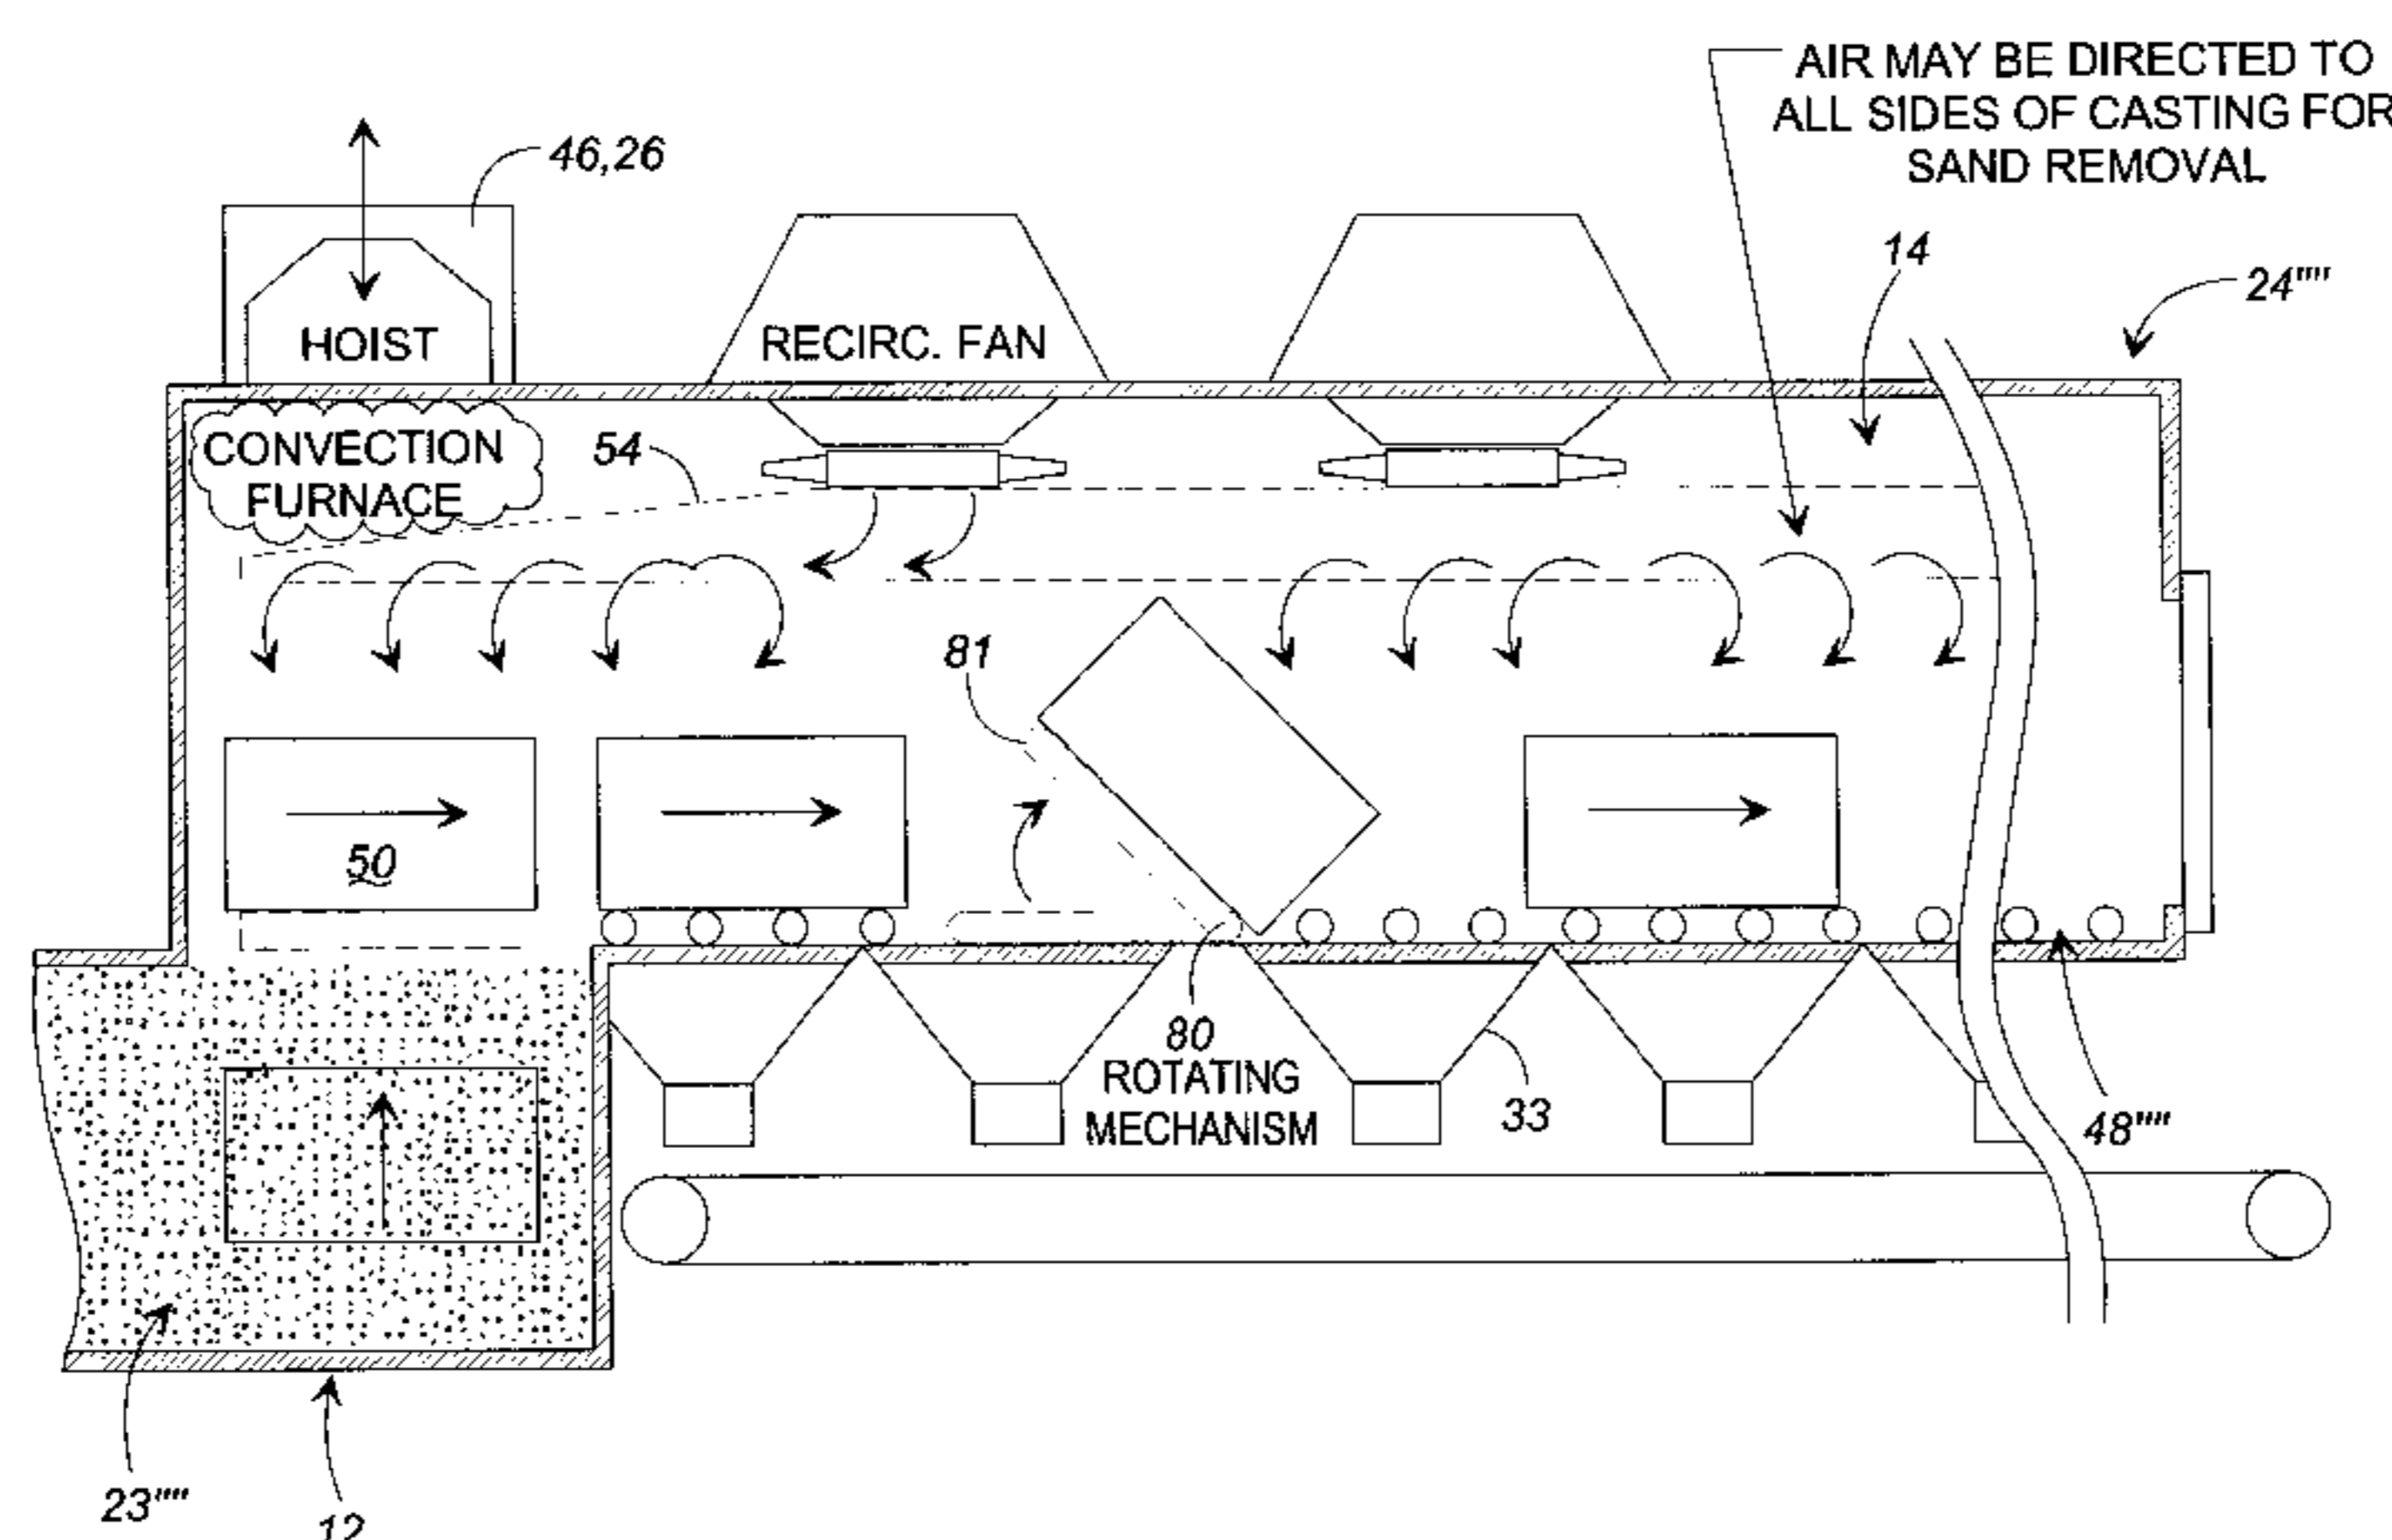 AIR MAY BE DIRECTED TO
ALL SIDES OF CASTING FOR
SAND REMOVAL
46,26
14
24""
HOIST
RECIRC. FAN
CONVECTION
FURNACE
54
81
50
80
ROTATING
MECHANISM
33
48""
23""
12